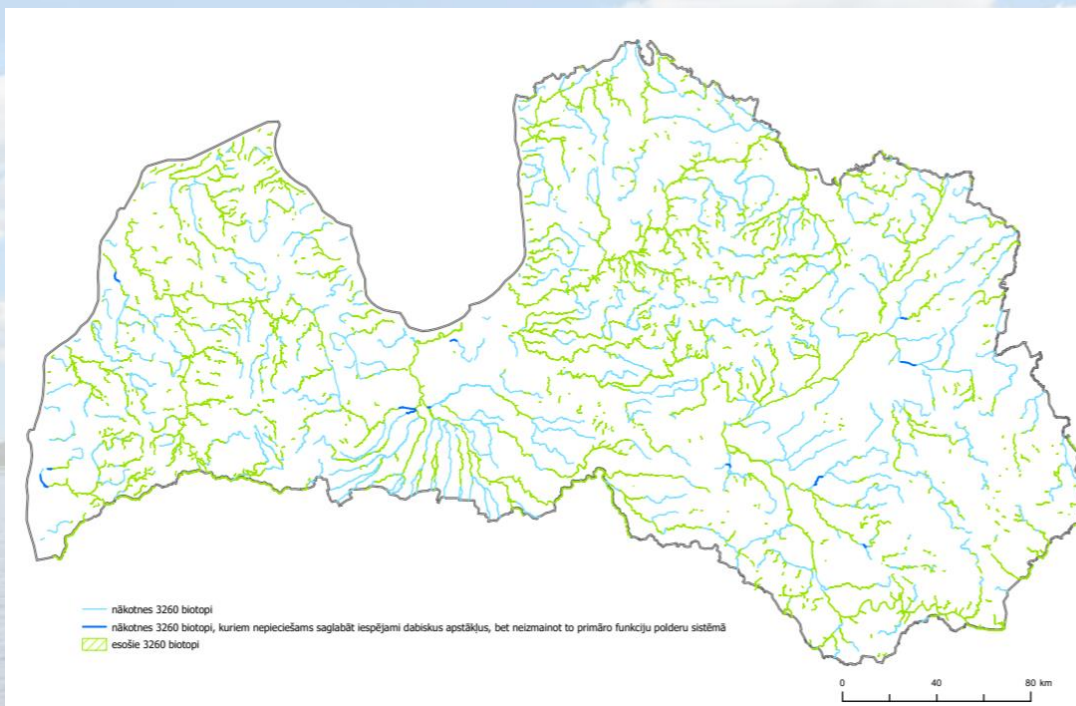 nākotnes 3260 biotopi
nākotnes 3260 biotopi, kuriem nepieciešams saglabāt iespējami dabiskus apstākļus, bet neizmainot to primāro funkciju polderu sistēmā
esošie 3260 biotopi
0 40 80 km